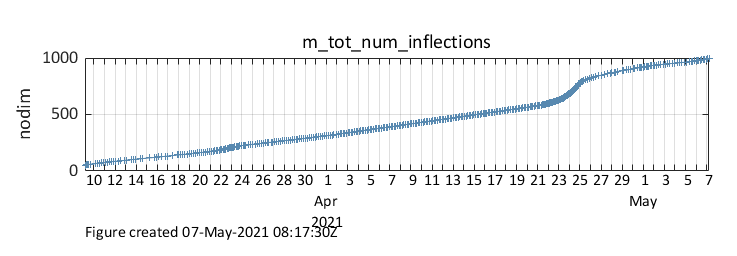 m_tot_num_inflections
1000
500
0
nodim
10 12 14 16 18 20 22 24 26 28 30 1 3 5 7 9 11 13 15 17 19 21 23 25 27 29 1 3 5 7
Apr May
2021
Figure created 07-May-2021 08:17:30Z